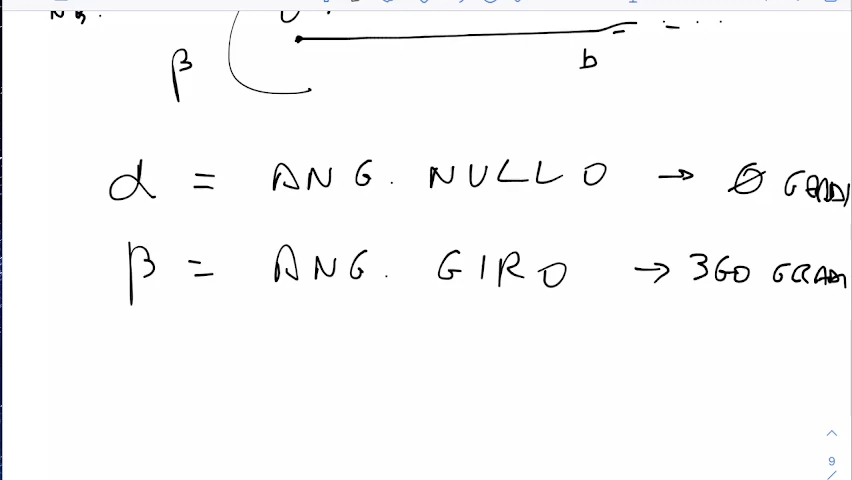 β
b
α = ANG. NULLO → 0 GRADI
β = ANG. GIRO → 360 GRADI
9